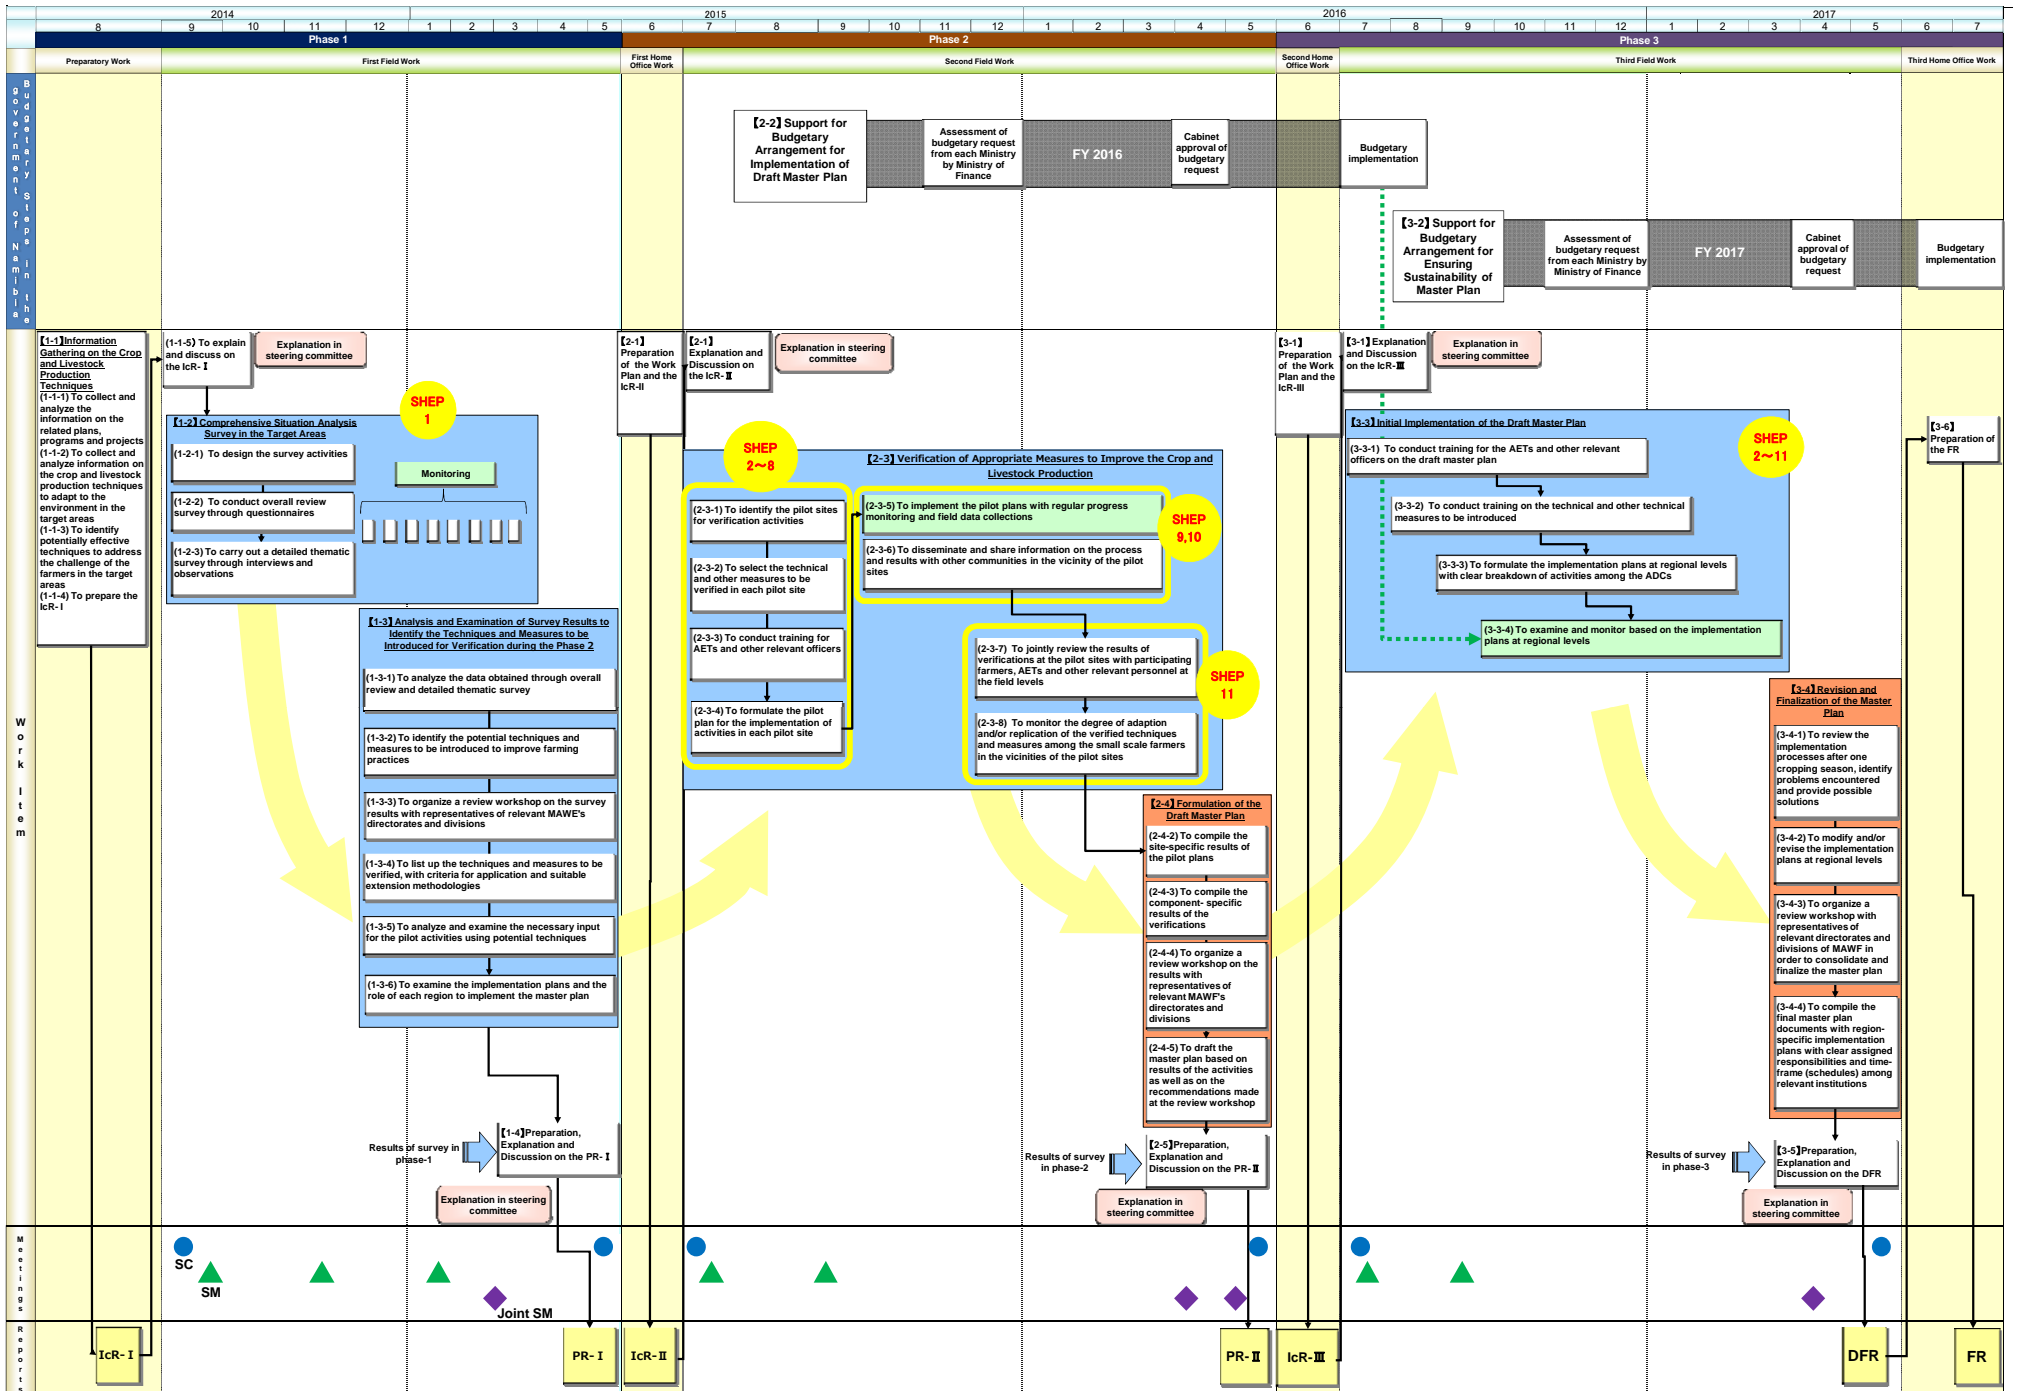 2014
2015
2016
2017
8 9 10 11 12 1 2 3 4 5 6 7 8 9 10 11 12 1 2 3 4 5 6 7 8 9 10 11 12 1 2 3 4 5 6 7
Phase 1
Phase 2
Phase 3
Preparatory Work
First Field Work
First Home
Office Work
Second Field Work
Second Home
Office Work
Third Field Work
Third Home Office Work
Budgetary Steps in the
government of Namibia
【2-2】Support for
Budgetary
Arrangement for
Implementation of
Draft Master Plan
Assessment of
budgetary request
from each Ministry
by Ministry of
Finance
FY 2016
Cabinet
approval of
budgetary
request
Budgetary
implementation
【3-2】Support for
Budgetary
Arrangement for
Ensuring
Sustainability of
Master Plan
Assessment of
budgetary request
from each Ministry by
Ministry of Finance
FY 2017
Cabinet
approval of
budgetary
request
Budgetary
implementation
Work Item
【1-1】Information
Gathering on the Crop
and Livestock
Production
Techniques
(1-1-1) To collect and
analyze the
information on the
related plans,
programs and projects
(1-1-2) To collect and
analyze information on
the crop and livestock
production techniques
to adapt to the
environment in the
target areas
(1-1-3) To identify
potentially effective
techniques to address
the challenge of the
farmers in the target
areas
(1-1-4) To prepare the
IcR-Ⅰ
(1-1-5) To explain
and discuss on
the IcR-Ⅰ
Explanation in
steering committee
SHEP
1
【1-2】Comprehensive Situation Analysis
Survey in the Target Areas
(1-2-1) To design the survey activities
(1-2-2) To conduct overall review
survey through questionnaires
(1-2-3) To carry out a detailed thematic
survey through interviews and
observations
Monitoring
【1-3】Analysis and Examination of Survey Results to
Identify the Techniques and Measures to be
Introduced for Verification during the Phase 2
(1-3-1) To analyze the data obtained through overall
review and detailed thematic survey
(1-3-2) To identify the potential techniques and
measures to be introduced to improve farming
practices
(1-3-3) To organize a review workshop on the survey
results with representatives of relevant MAWE's
directorates and divisions
(1-3-4) To list up the techniques and measures to be
verified, with criteria for application and suitable
extension methodologies
(1-3-5) To analyze and examine the necessary input
for the pilot activities using potential techniques
(1-3-6) To examine the implementation plans and the
role of each region to implement the master plan
Results of survey in
phase-1
【1-4】Preparation,
Explanation and
Discussion on the PR-Ⅰ
Explanation in steering
committee
【2-1】
Preparation
of the Work
Plan and the
IcR-II
【2-1】
Explanation and
Discussion on
the IcR-Ⅱ
Explanation in steering
committee
SHEP
2～8
【2-3】Verification of Appropriate Measures to Improve the Crop and
Livestock Production
(2-3-1) To identify the pilot sites
for verification activities
(2-3-2) To select the technical
and other measures to be
verified in each pilot site
(2-3-3) To conduct training for
AETs and other relevant officers
(2-3-4) To formulate the pilot
plan for the implementation of
activities in each pilot site
(2-3-5) To implement the pilot plans with regular progress
monitoring and field data collections
(2-3-6) To disseminate and share information on the process
and results with other communities in the vicinity of the pilot
sites
SHEP
9,10
(2-3-7) To jointly review the results of
verifications at the pilot sites with participating
farmers, AETs and other relevant personnel at
the field levels
(2-3-8) To monitor the degree of adaption
and/or replication of the verified techniques
and measures among the small scale farmers
in the vicinities of the pilot sites
SHEP
11
【2-4】Formulation of the
Draft Master Plan
(2-4-2) To compile the
site-specific results of
the pilot plans
(2-4-3) To compile the
component- specific
results of the
verifications
(2-4-4) To organize a
review workshop on the
results with
representatives of
relevant MAWF's
directorates and
divisions
(2-4-5) To draft the
master plan based on
results of the activities
as well as on the
recommendations made
at the review workshop
Results of survey
in phase-2
【2-5】Preparation,
Explanation and
Discussion on the PR-Ⅱ
Explanation in
steering committee
【3-1】
Preparation
of the Work
Plan and the
IcR-III
【3-1】Explanation
and Discussion
on the IcR-Ⅲ
Explanation in
steering committee
【3-3】Initial Implementation of the Draft Master Plan
SHEP
2～11
(3-3-1) To conduct training for the AETs and other relevant
officers on the draft master plan
(3-3-2) To conduct training on the technical and other technical
measures to be introduced
(3-3-3) To formulate the implementation plans at regional levels
with clear breakdown of activities among the ADCs
(3-3-4) To examine and monitor based on the implementation
plans at regional levels
【3-4】Revision and
Finalization of the Master
Plan
(3-4-1) To review the
implementation
processes after one
cropping season, identify
problems encountered
and provide possible
solutions
(3-4-2) To modify and/or
revise the implementation
plans at regional levels
(3-4-3) To organize a
review workshop with
representatives of
relevant directorates and
divisions of MAWF in
order to consolidate and
finalize the master plan
(3-4-4) To compile the
final master plan
documents with region-
specific implementation
plans with clear assigned
responsibilities and time-
frame (schedules) among
relevant institutions
Results of survey
in phase-3
【3-5】Preparation,
Explanation and
Discussion on the DFR
Explanation in
steering committee
【3-6】
Preparation of
the FR
Meetings
SC
SM
Joint SM
Reports
IcR-Ⅰ
PR-Ⅰ
IcR-Ⅱ
PR-Ⅱ
IcR-Ⅲ
DFR
FR